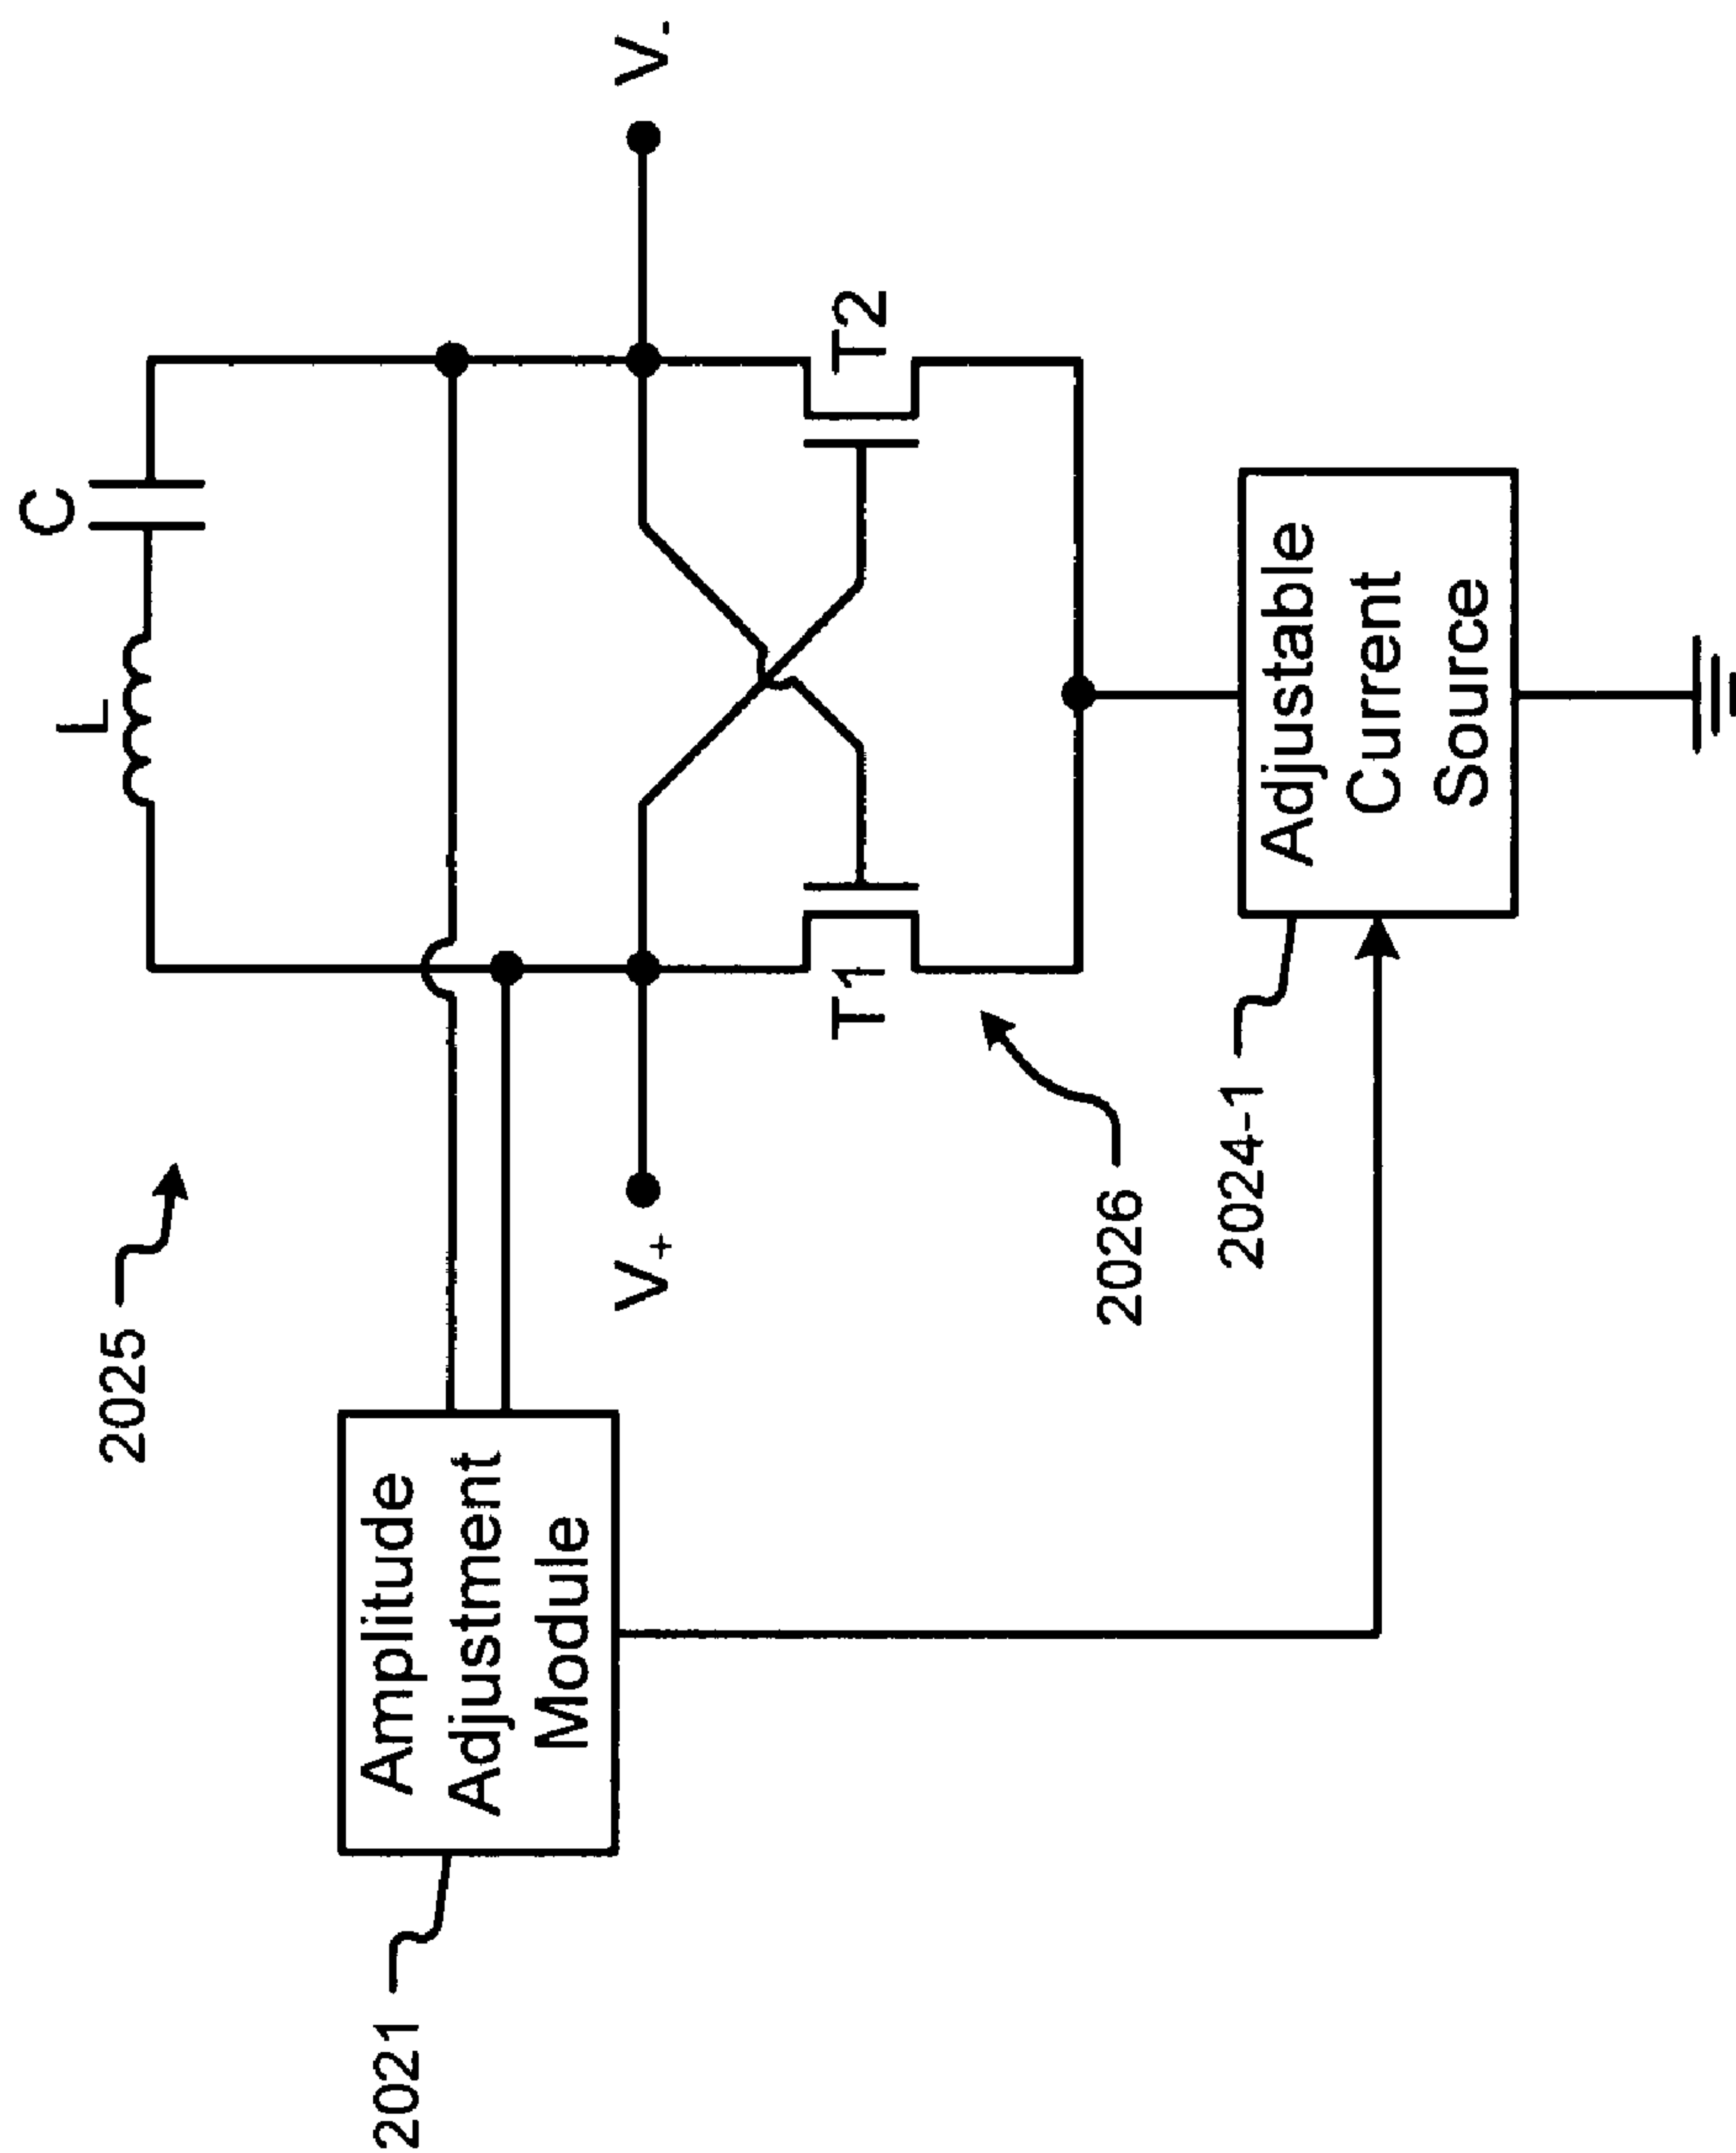 L
C
2025
Amplitude
Adjustment
Module
2021
V+
V-
T1
T2
2026
2024-1
Adjustable
Current
Source